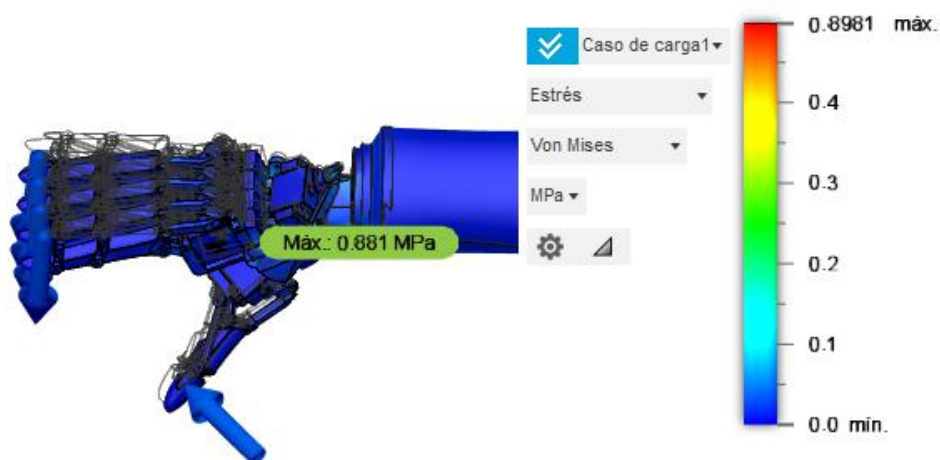 Máx.: 0.881 MPa
Caso de carga1
Estrés
Von Mises
MPa
0.8981 máx.
0.4
0.3
0.2
0.1
0.0 mín.